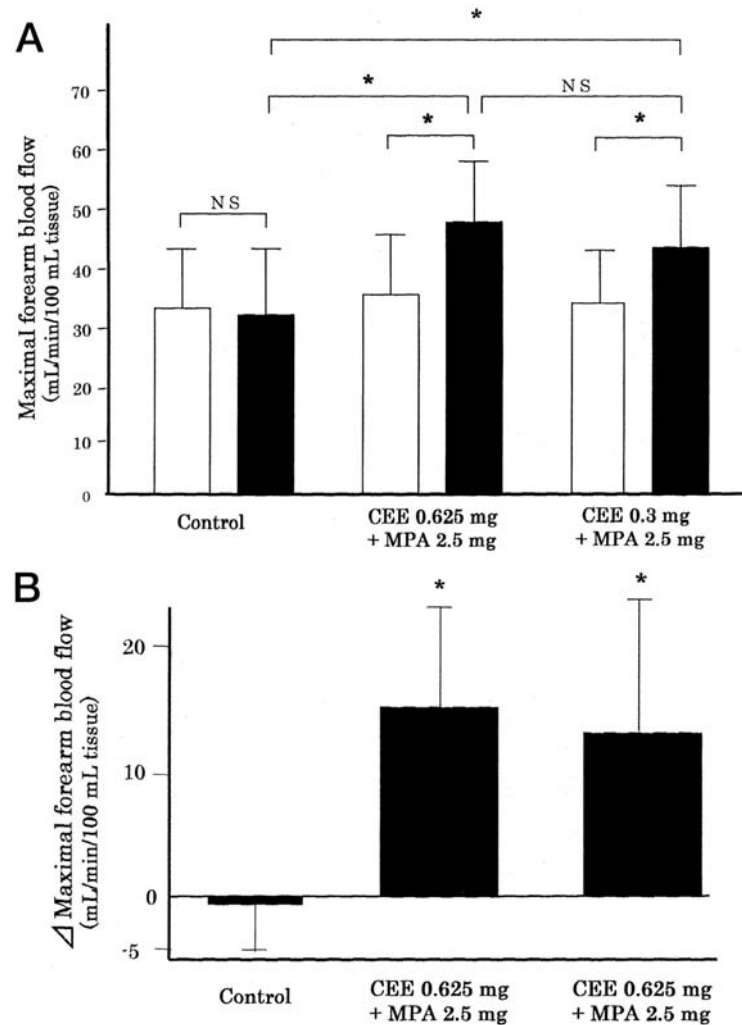 A
Maximal forearm blood flow
(mL/min/100 mL tissue)
70
60
50
40
30
20
10
0
*
*
NS
*
*
NS
Control
CEE 0.625 mg
+ MPA 2.5 mg
CEE 0.3 mg
+ MPA 2.5 mg
B
⊿ Maximal forearm blood flow
(mL/min/100 mL tissue)
20
10
0
-5
*
*
Control
CEE 0.625 mg
+ MPA 2.5 mg
CEE 0.625 mg
+ MPA 2.5 mg